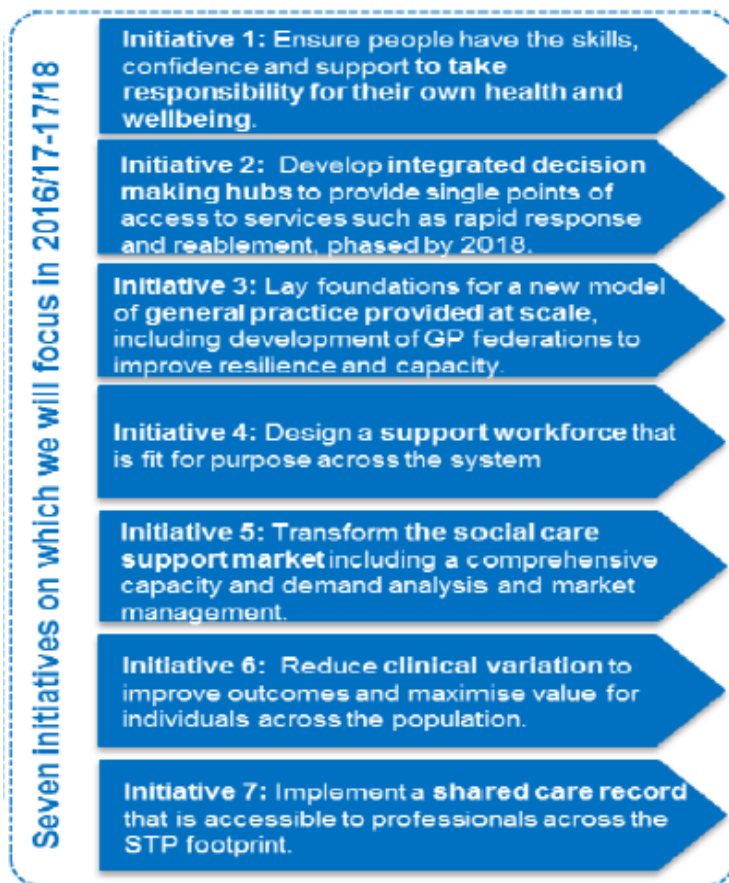 Seven initiatives on which we will focus in 2016/17-17/18
Initiative 1: Ensure people have the skills,
confidence and support to take
responsibility for their own health and
wellbeing.
Initiative 2: Develop integrated decision
making hubs to provide single points of
access to services such as rapid response
and reablement, phased by 2018.
Initiative 3: Lay foundations for a new model
of general practice provided at scale,
including development of GP federations to
improve resilience and capacity.
Initiative 4: Design a support workforce that
is fit for purpose across the system
Initiative 5: Transform the social care
support market including a comprehensive
capacity and demand analysis and market
management.
Initiative 6: Reduce clinical variation to
improve outcomes and maximise value for
individuals across the population.
Initiative 7: Implement a shared care record
that is accessible to professionals across the
STP footprint.